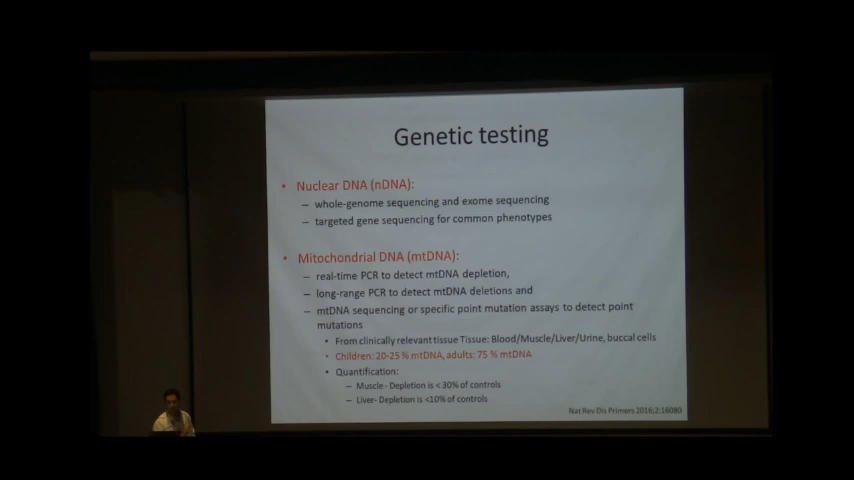 Genetic testing
• Nuclear DNA (nDNA):
– whole-genome sequencing and exome sequencing
– targeted gene sequencing for common phenotypes
• Mitochondrial DNA (mtDNA):
– real-time PCR to detect mtDNA depletion,
– long-range PCR to detect mtDNA deletions and
– mtDNA sequencing or specific point mutation assays to detect point
mutations
• From clinically relevant tissue Tissue: Blood/Muscle/Liver/Urine, buccal cells
• Children: 20-25 % mtDNA, adults: 75 % mtDNA
• Quantification:
– Muscle- Depletion is < 30% of controls
– Liver- Depletion is <10% of controls
Nat Rev Dis Primers 2016;2:16080